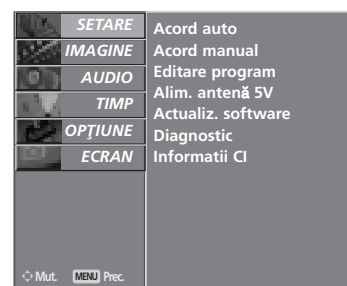 SETARE
IMAGINE
AUDIO
TIMP
OPŢIUNE
ECRAN
Acord auto
Acord manual
Editare program
Alim. antenă 5V
Actualiz. software
Diagnostic
Informatii CI
Mut. MENU Prec.